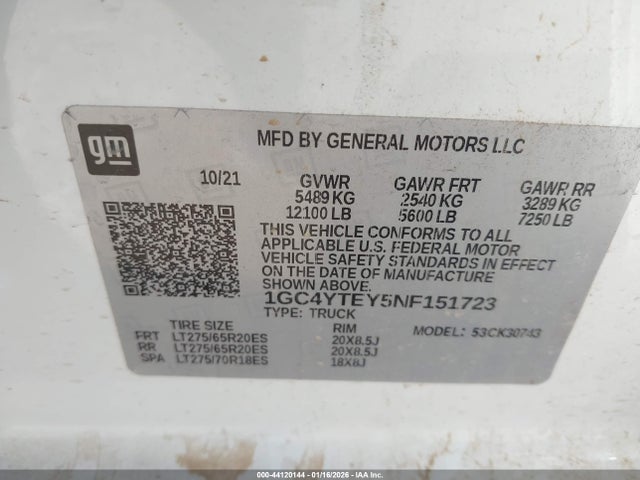 gm
MFD BY GENERAL MOTORS LLC
10/21 GVWR GAWR FRT GAWR RR
5489 KG 2540 KG 3289 KG
12100 LB 5600 LB 7250 LB
THIS VEHICLE CONFORMS TO ALL
APPLICABLE U.S. FEDERAL MOTOR
VEHICLE SAFETY STANDARDS IN EFFECT
ON THE DATE OF MANUFACTURE
SHOWN ABOVE.
1GC4YTEY5NF151723
TYPE: TRUCK
TIRE SIZE RIM MODEL: 53CK30743
FRT LT275/65R20ES 20X8.5J
RR LT275/65R20ES 20X8.5J
SPA LT275/70R18ES 18X8J
000-44120144 | 01/16/2026 - IAA Inc.